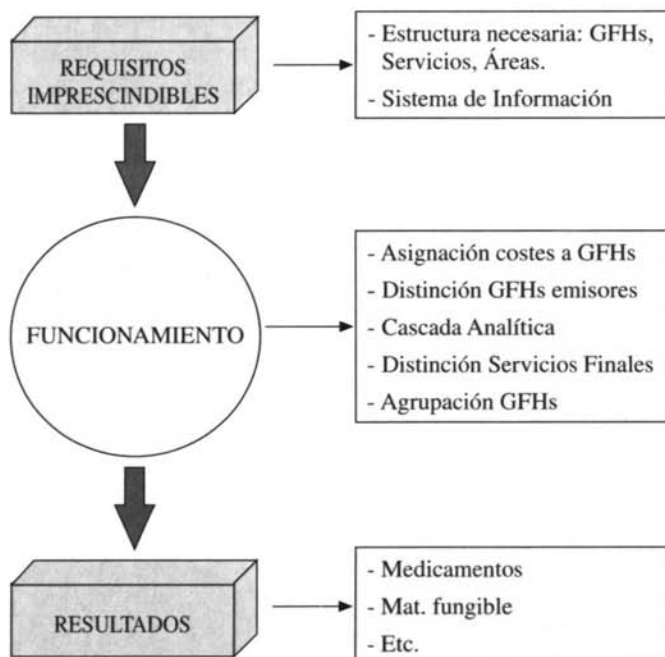 REQUISITOS
IMPRESCINDIBLES
- Estructura necesaria: GFHs,
Servicios, Áreas.
- Sistema de Información
FUNCIONAMIENTO
- Asignación costes a GFHs
- Distinción GFHs emisores
- Cascada Analítica
- Distinción Servicios Finales
- Agrupación GFHs
RESULTADOS
- Medicamentos
- Mat. fungible
- Etc.